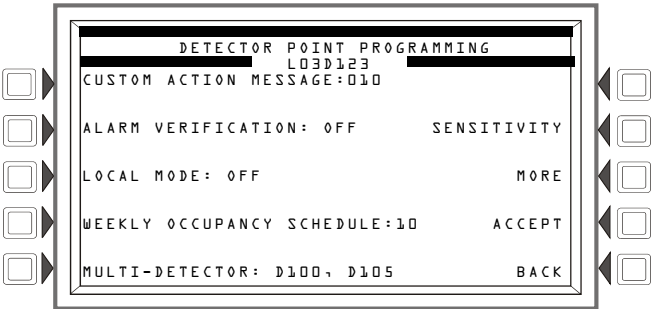 DETECTOR POINT PROGRAMMING
L03D123
CUSTOM ACTION MESSAGE:010
ALARM VERIFICATION: OFF SENSITIVITY
LOCAL MODE: OFF MORE
WEEKLY OCCUPANCY SCHEDULE:10 ACCEPT
MULTI-DETECTOR: D100, D105 BACK